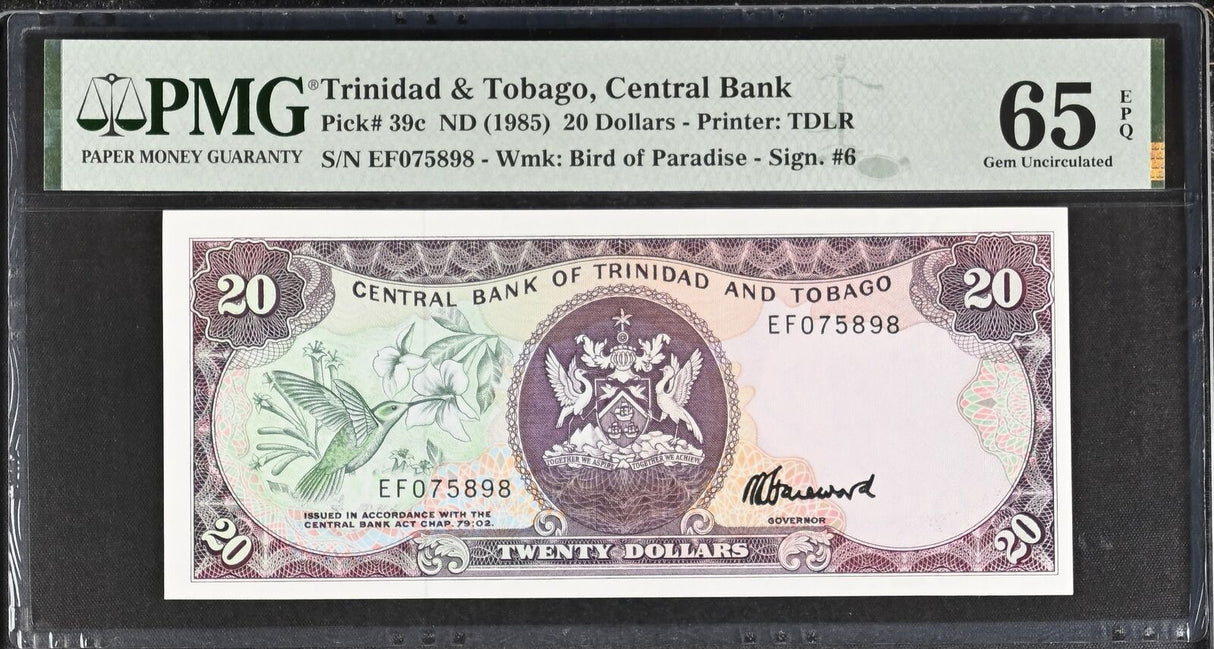 PMG®
PAPER MONEY GUARANTY
Trinidad & Tobago, Central Bank
Pick# 39c ND (1985) 20 Dollars - Printer: TDLR
S/N EF075898 - Wmk: Bird of Paradise - Sign. #6
65
EPQ
Gem Uncirculated
20
20
CENTRAL BANK OF TRINIDAD AND TOBAGO
EF075898
TOGETHER WE ASPIRE TOGETHER WE ACHIEVE
EF075898
ISSUED IN ACCORDANCE WITH THE
CENTRAL BANK ACT CHAP. 79:02.
GOVERNOR
20
TWENTY DOLLARS
20